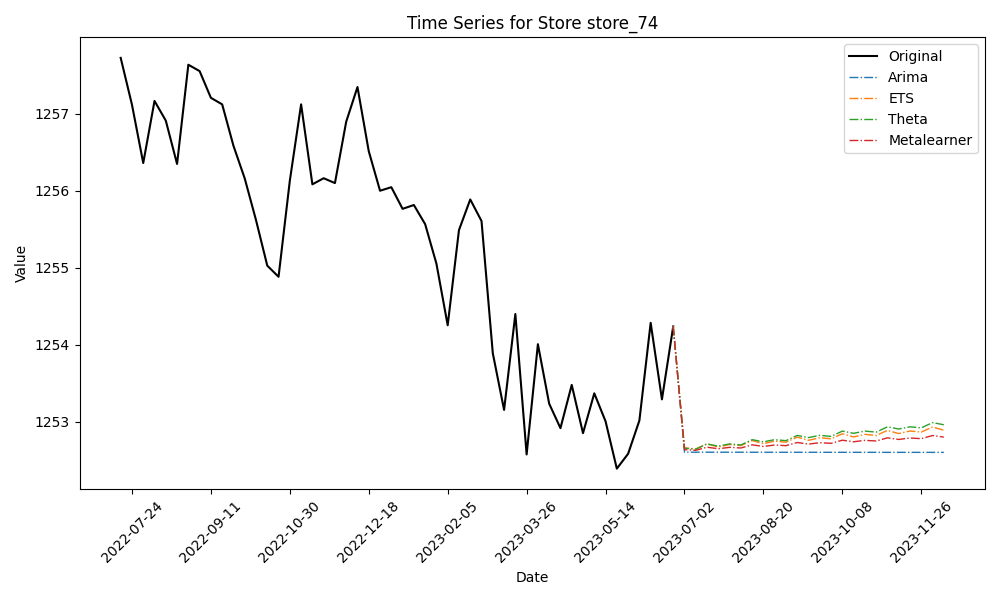 Time Series for Store store_74
Original
Arima
ETS
Theta
Metalearner
Value
1257
1256
1255
1254
1253
2022-07-24
2022-09-11
2022-10-30
2022-12-18
2023-02-05
2023-03-26
2023-05-14
2023-07-02
2023-08-20
2023-10-08
2023-11-26
Date